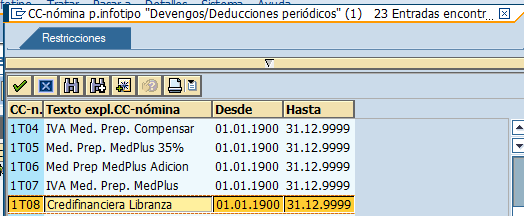 CC-nómina p.infotipo "Devengos/Deducciones periódicos" (1) 23 Entradas encontr...
Restricciones
CC-n. Texto expl.CC-nómina Desde Hasta
1T04 IVA Med. Prep. Compensar 01.01.1900 31.12.9999
1T05 Med. Prep. MedPlus 35% 01.01.1900 31.12.9999
1T06 Med Prep MedPlus Adicion 01.01.1900 31.12.9999
1T07 IVA Med. Prep. MedPlus 01.01.1900 31.12.9999
1T08 Credifinanciera Libranza 01.01.1900 31.12.9999